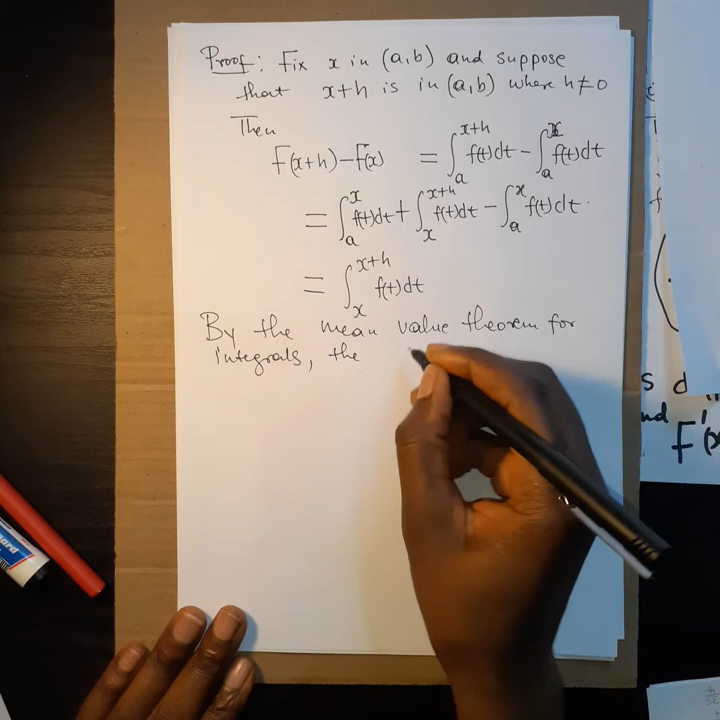 Proof: Fix x in (a,b) and suppose
that x+h is in (a,b) where h≠0
Then
F(x+h)-F(x) = ∫_a^{x+h} f(t)dt - ∫_a^x f(t)dt
= ∫_a^x f(t)dt + ∫_x^{x+h} f(t)dt - ∫_a^x f(t)dt.
= ∫_x^{x+h} f(t)dt
By the mean value theorem for
integrals, the
s d
nd
F'(x